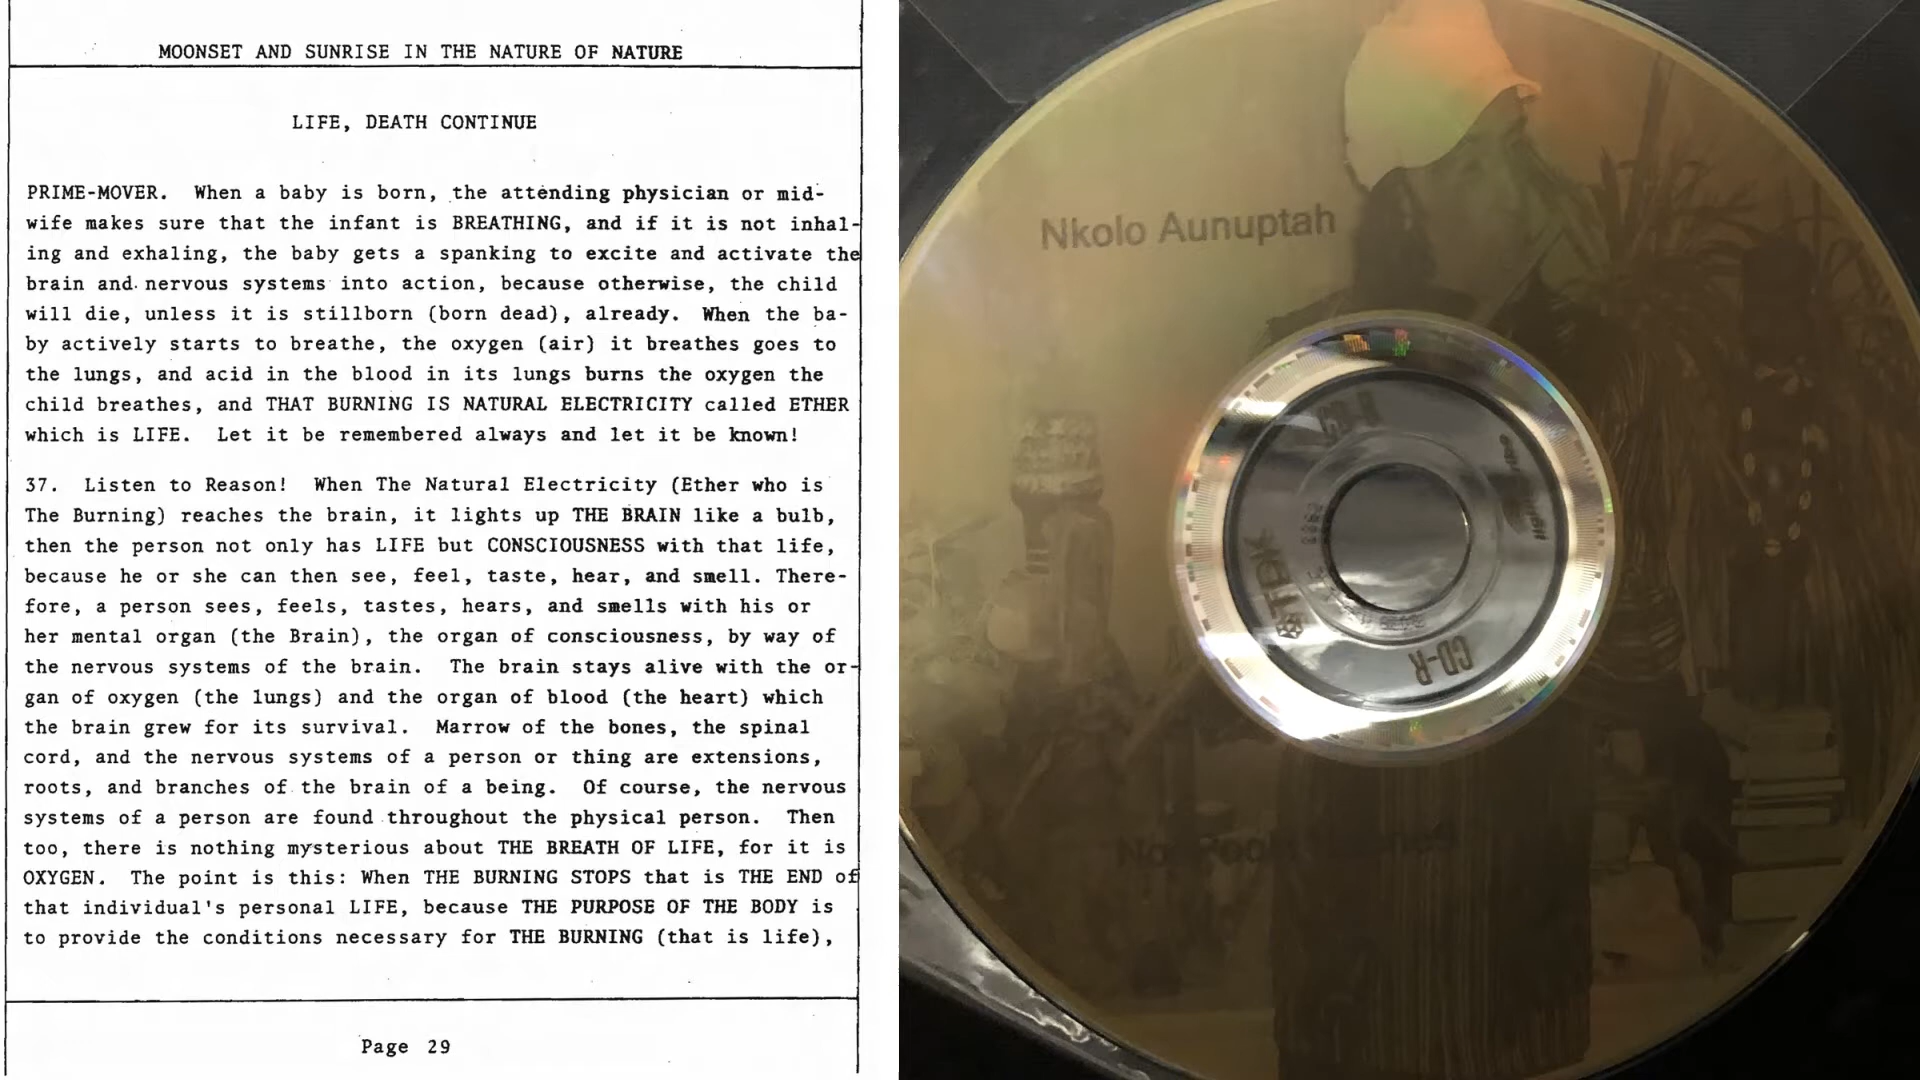 MOONSET AND SUNRISE IN THE NATURE OF NATURE
LIFE, DEATH CONTINUE
PRIME-MOVER. When a baby is born, the attending physician or mid-
wife makes sure that the infant is BREATHING, and if it is not inhal-
ing and exhaling, the baby gets a spanking to excite and activate the
brain and nervous systems into action, because otherwise, the child
will die, unless it is stillborn (born dead), already. When the ba-
by actively starts to breathe, the oxygen (air) it breathes goes to
the lungs, and acid in the blood in its lungs burns the oxygen the
child breathes, and THAT BURNING IS NATURAL ELECTRICITY called ETHER
which is LIFE. Let it be remembered always and let it be known!
37. Listen to Reason! When The Natural Electricity (Ether who is
The Burning) reaches the brain, it lights up THE BRAIN like a bulb,
then the person not only has LIFE but CONSCIOUSNESS with that life,
because he or she can then see, feel, taste, hear, and smell. There-
fore, a person sees, feels, tastes, hears, and smells with his or
her mental organ (the Brain), the organ of consciousness, by way of
the nervous systems of the brain. The brain stays alive with the or-
gan of oxygen (the lungs) and the organ of blood (the heart) which
the brain grew for its survival. Marrow of the bones, the spinal
cord, and the nervous systems of a person or thing are extensions,
roots, and branches of the brain of a being. Of course, the nervous
systems of a person are found throughout the physical person. Then
too, there is nothing mysterious about THE BREATH OF LIFE, for it is
OXYGEN. The point is this: When THE BURNING STOPS that is THE END of
that individual's personal LIFE, because THE PURPOSE OF THE BODY is
to provide the conditions necessary for THE BURNING (that is life),
Page 29
Nkolo Aunuptah
CD-R